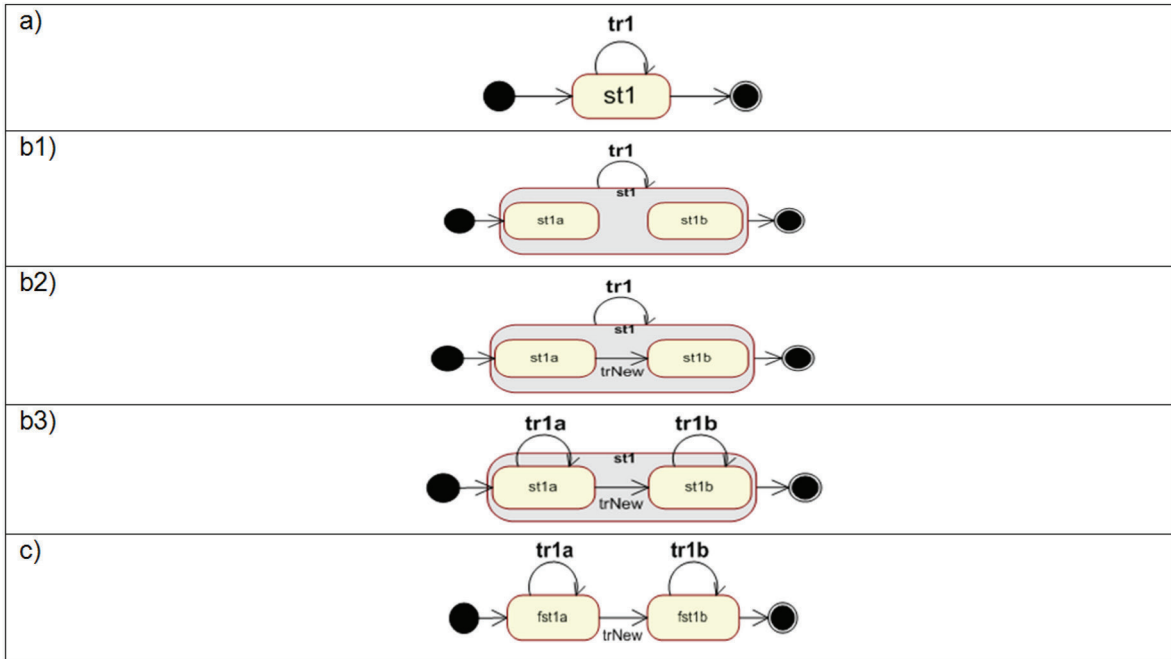 a)
tr1
st1
b1)
tr1
st1
st1a
st1b
b2)
tr1
st1
st1a
st1b
trNew
b3)
tr1a
tr1b
st1
st1a
st1b
trNew
c)
tr1a
tr1b
fst1a
fst1b
trNew